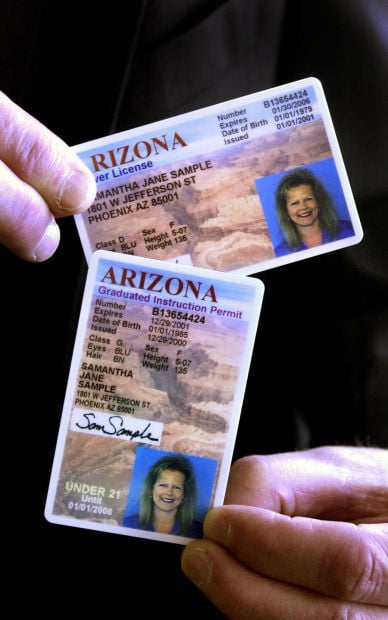 RIZONA
ver License
Number B13654424
Expires 01/30/2006
Date of Birth 01/01/1979
Issued 01/01/2001
MANTHA JANE SAMPLE
1801 W JEFFERSON ST
PHOENIX AZ 85001
Class D Sex F
Eyes BLU Height 5-07
Hair BN Weight 135
ARIZONA
Graduated Instruction Permit
Number B13654424
Expires 12/29/2001
Date of Birth 01/01/1985
Issued 12/29/2000
Class G Sex F
Eyes BLU Height 5-07
Hair BN Weight 135
SAMANTHA
JANE
SAMPLE
1801 W JEFFERSON ST
PHOENIX AZ 85001
Sam Sample
UNDER 21
Until
01/01/2006